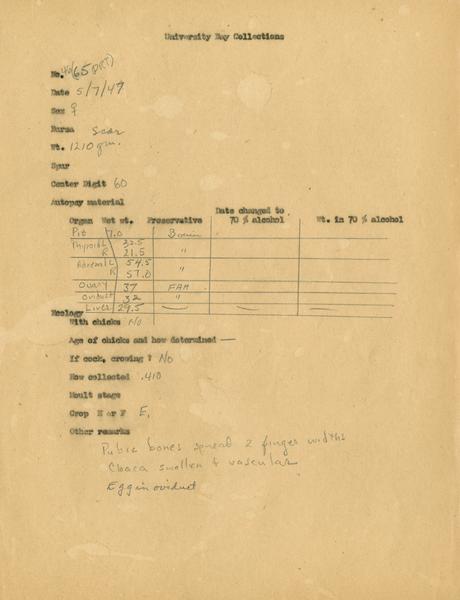 University Bay Collections
No. 46(65 DRT)
Date 5/7/47
Sex ♀
Bursa Scar
Wt. 1210 gm.
Spur
Center Digit 60
Autopsy material
Organ Wet wt. Preservative Date changed to 70 % alcohol Wt. in 70 % alcohol
Pit 7.0 Bouin
Thyroid L 32.5
R 21.5 "
Adrenal L 54.5
R 57.0 "
Ovary 37 FAA
Oviduct 32 "
Liver 29.5 — — —
Ecology
With chicks No
Age of chicks and how determined —
If cock, crowing? No
How collected .410
Moult stage
Crop E or F E.
Other remarks
Pubic bones spread 2 finger widths
Cloaca swollen & vascular
Egg in oviduct